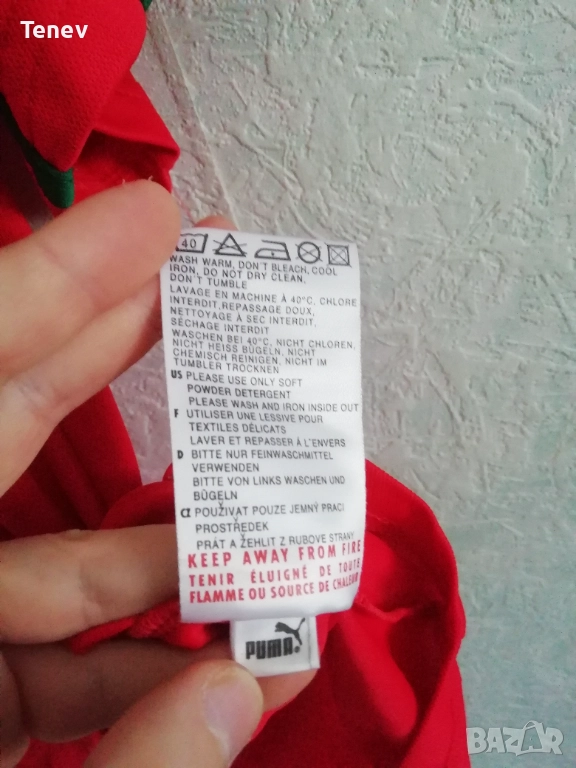 Tenev
40
WASH WARM, DON'T BLEACH, COOL
IRON, DO NOT DRY CLEAN,
DON'T TUMBLE
LAVAGE EN MACHINE À 40°C, CHLORE
INTERDIT, REPASSAGE DOUX,
NETTOYAGE À SEC INTERDIT,
SÉCHAGE INTERDIT
WASCHEN BEI 40°C, NICHT CHLOREN,
NICHT HEISS BÜGELN, NICHT
CHEMISCH REINIGEN, NICHT IM
TUMBLER TROCKNEN
US PLEASE USE ONLY SOFT
POWDER DETERGENT
PLEASE WASH AND IRON INSIDE OUT
F UTILISER UNE LESSIVE POUR
TEXTILES DÉLICATS
LAVER ET REPASSER À L'ENVERS
D BITTE NUR FEINWASCHMITTEL
VERWENDEN
BITTE VON LINKS WASCHEN UND
BÜGELN
CZ POUŽÍVAT POUZE JEMNÝ PRACÍ
PROSTŘEDEK
PRÁT A ŽEHLIT Z RUBOVÉ STRANY
KEEP AWAY FROM FIRE
TENIR ÉLUIGNÉ DE TOUTE
FLAMME OU SOURCE DE CHALEUR
PUMA
BAZAR